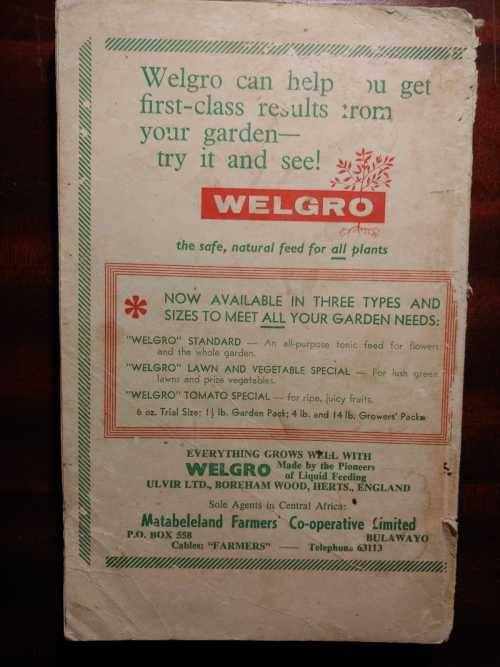 Welgro can help you get
first-class results from
your garden—
try it and see!
WELGRO
the safe, natural feed for all plants
* NOW AVAILABLE IN THREE TYPES AND
SIZES TO MEET ALL YOUR GARDEN NEEDS:
"WELGRO" STANDARD — An all-purpose tonic feed for flowers
and the whole garden.
"WELGRO" LAWN AND VEGETABLE SPECIAL — For lush green
lawns and prize vegetables.
"WELGRO" TOMATO SPECIAL — for ripe, juicy fruits.
6 oz. Trial Size; 1½ lb. Garden Pack; 4 lb. and 14 lb. Growers' Packs
EVERYTHING GROWS WELL WITH
WELGRO Made by the Pioneers
of Liquid Feeding
ULVIR LTD., BOREHAM WOOD, HERTS., ENGLAND
Sole Agents in Central Africa:
Matabeleland Farmers' Co-operative Limited
P.O. BOX 558 BULAWAYO
Cables: "FARMERS" — Telephone 63113